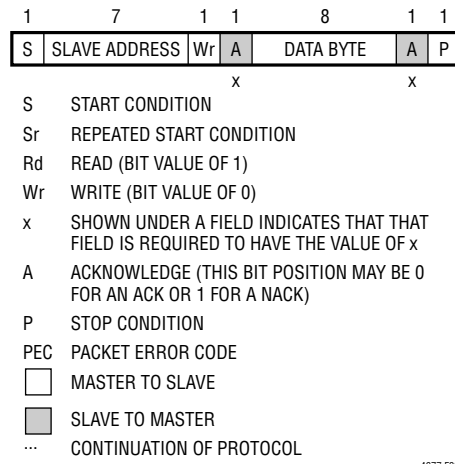 1 7 1 1 8 1 1
S SLAVE ADDRESS Wr A DATA BYTE A P
x x
S START CONDITION
Sr REPEATED START CONDITION
Rd READ (BIT VALUE OF 1)
Wr WRITE (BIT VALUE OF 0)
x SHOWN UNDER A FIELD INDICATES THAT THAT
FIELD IS REQUIRED TO HAVE THE VALUE OF x
A ACKNOWLEDGE (THIS BIT POSITION MAY BE 0
FOR AN ACK OR 1 FOR A NACK)
P STOP CONDITION
PEC PACKET ERROR CODE
MASTER TO SLAVE
SLAVE TO MASTER
... CONTINUATION OF PROTOCOL